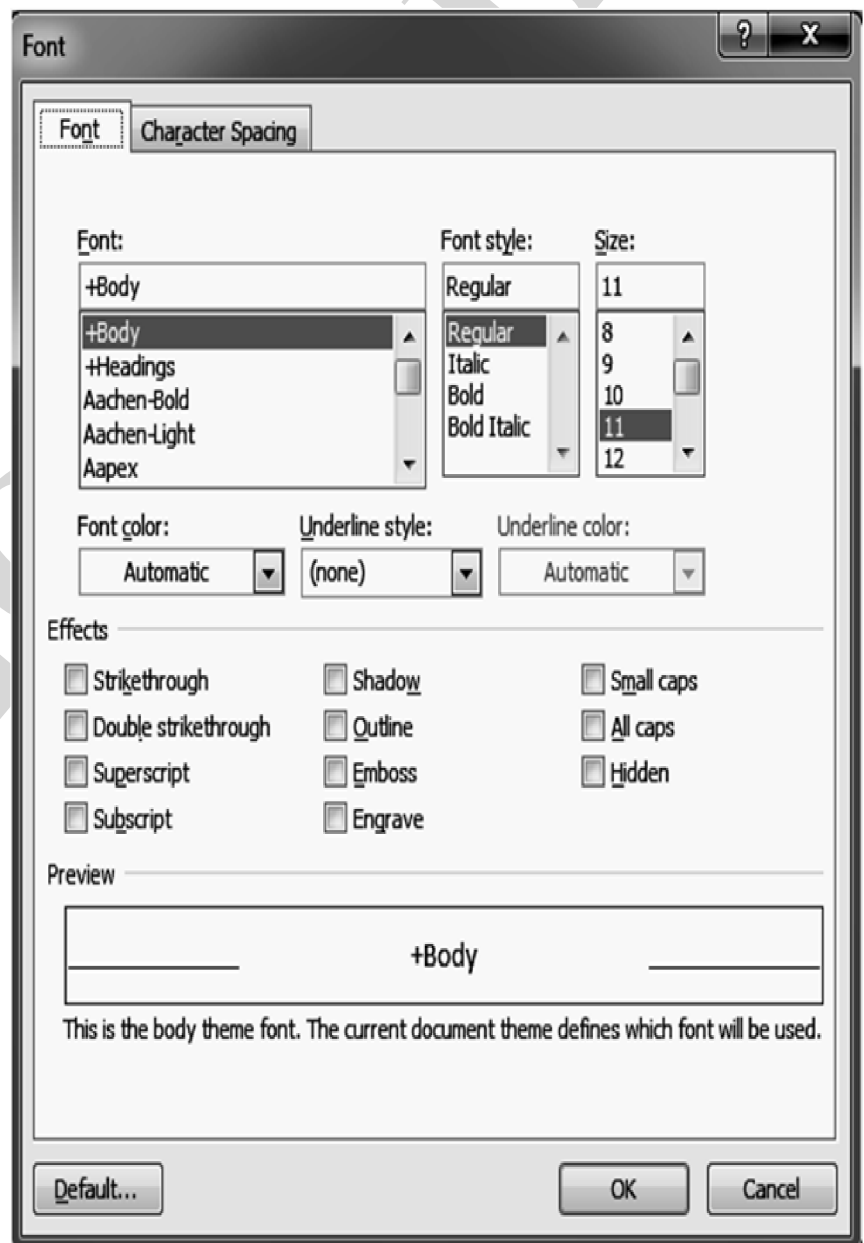 Font
? X
Font Character Spacing
Font: Font style: Size:
+Body Regular 11
+Body Regular 8
+Headings Italic 9
Aachen-Bold Bold 10
Aachen-Light Bold Italic 11
Aapex 12
Font color: Underline style: Underline color:
Automatic (none) Automatic
Effects
Strikethrough Shadow Small caps
Double strikethrough Outline All caps
Superscript Emboss Hidden
Subscript Engrave
Preview
+Body
This is the body theme font. The current document theme defines which font will be used.
Default... OK Cancel